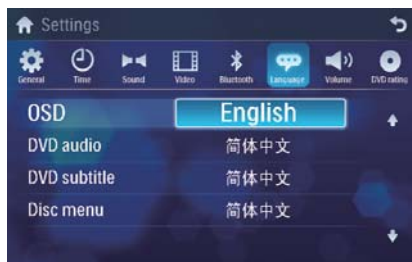 Settings
General Time Sound Video Bluetooth Language Volume DVD rating
OSD English
DVD audio 简体中文
DVD subtitle 简体中文
Disc menu 简体中文